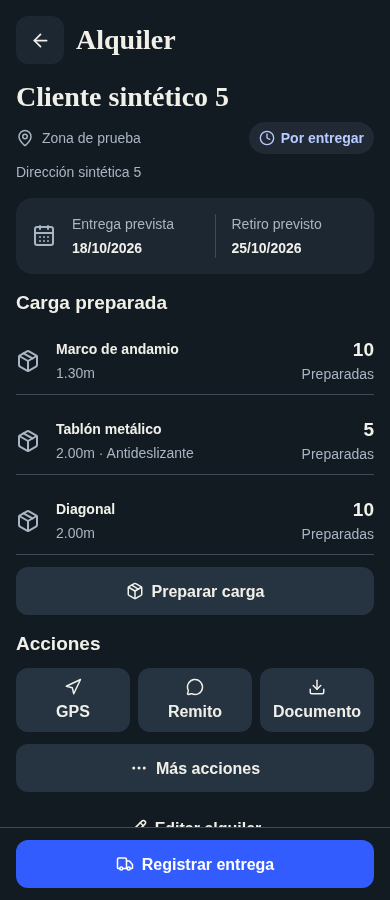 Alquiler
Cliente sintético 5
Zona de prueba
Por entregar
Dirección sintética 5
Entrega prevista
18/10/2026
Retiro previsto
25/10/2026
Carga preparada
Marco de andamio
1.30m
10
Preparadas
Tablón metálico
2.00m · Antideslizante
5
Preparadas
Diagonal
2.00m
10
Preparadas
Preparar carga
Acciones
GPS
Remito
Documento
Más acciones
Editar alquiler
Registrar entrega